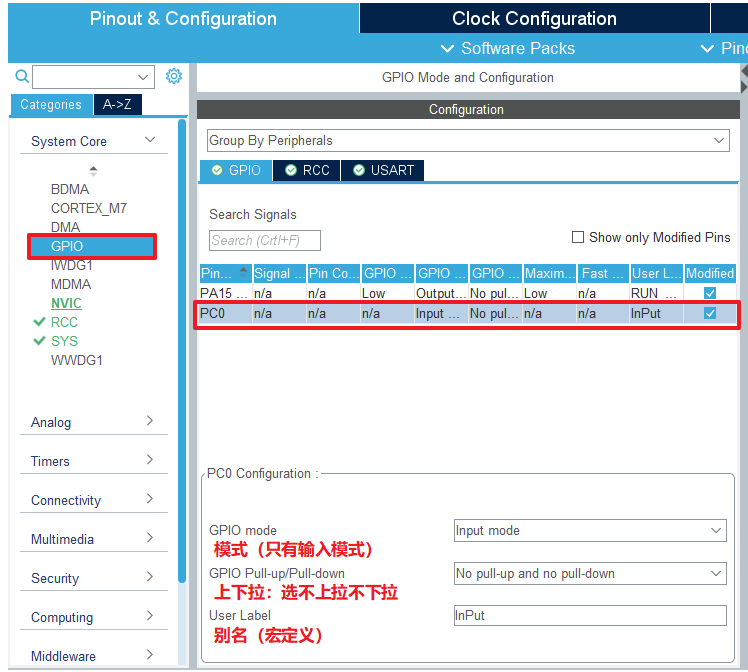 Pinout & Configuration
Clock Configuration
Software Packs
Pino
GPIO Mode and Configuration
Categories
A->Z
Configuration
System Core
Group By Peripherals
GPIO
RCC
USART
BDMA
CORTEX_M7
DMA
GPIO
IWDG1
MDMA
NVIC
RCC
SYS
WWDG1
Search Signals
Search (Crtl+F)
Show only Modified Pins
Pin... Signal ... Pin Co... GPIO ... GPIO ... GPIO ... Maxim... Fast ... User L... Modified
PA15 ... n/a n/a Low Output... No pul... Low n/a RUN ...
PC0 n/a n/a n/a Input ... No pul... n/a n/a InPut
Analog
Timers
Connectivity
Multimedia
Security
Computing
Middleware
PC0 Configuration :
GPIO mode
Input mode
模式（只有输入模式）
GPIO Pull-up/Pull-down
No pull-up and no pull-down
上下拉：选不上拉不下拉
User Label
InPut
别名（宏定义）